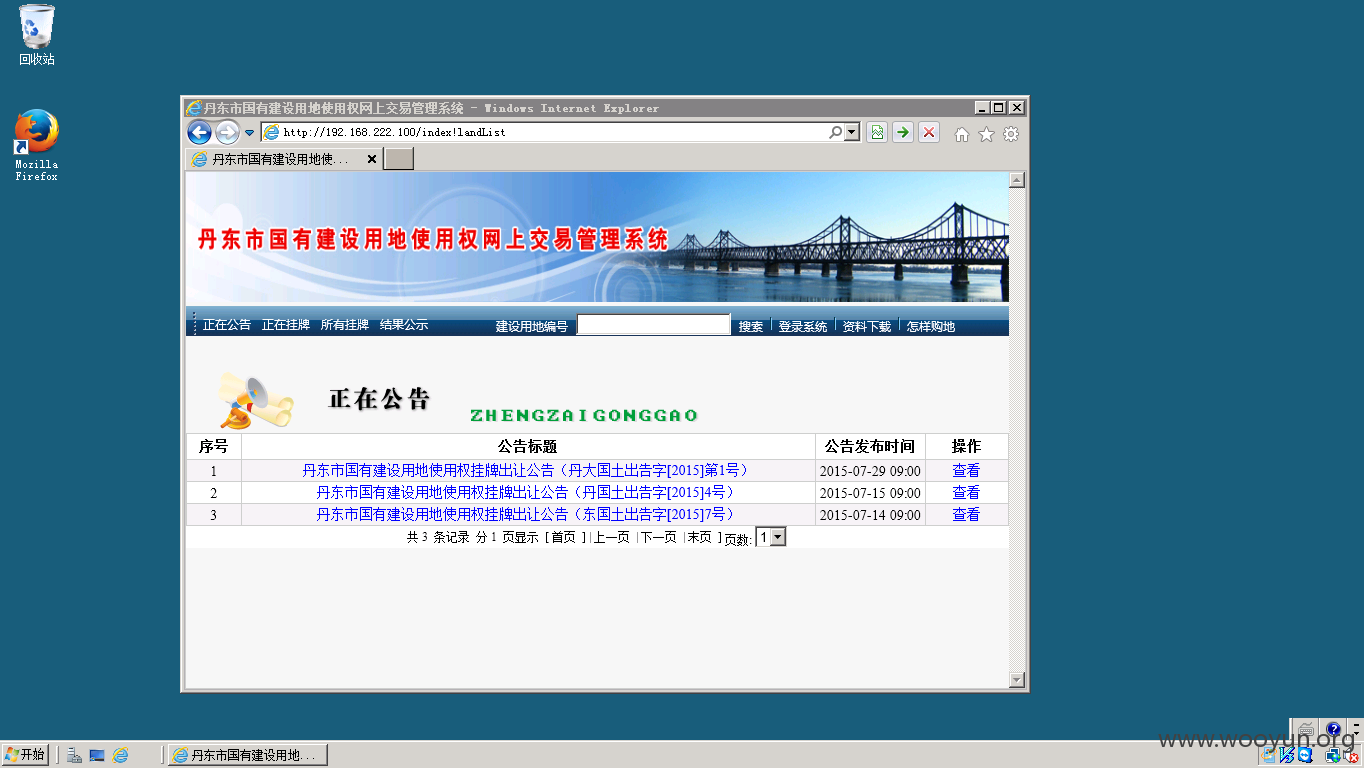 回收站
Mozilla
Firefox
丹东市国有建设用地使用权网上交易管理系统 - Windows Internet Explorer
http://192.168.222.100/index!landList
丹东市国有建设用地使...
丹东市国有建设用地使用权网上交易管理系统
正在公告 正在挂牌 所有挂牌 结果公示 建设用地编号 搜索 登录系统 资料下载 怎样购地
正在公告
ZHENGZAIGONGGAO
序号 公告标题 公告发布时间 操作
1 丹东市国有建设用地使用权挂牌出让公告（丹大国土出告字[2015]第1号） 2015-07-29 09:00 查看
2 丹东市国有建设用地使用权挂牌出让公告（丹国土出告字[2015]4号） 2015-07-15 09:00 查看
3 丹东市国有建设用地使用权挂牌出让公告（东国土出告字[2015]7号） 2015-07-14 09:00 查看
共 3 条记录 分 1 页显示 [首页 ]|上一页 |下一页 |末页 ] 页数: 1
www.wooyun.org
开始 丹东市国有建设用地...